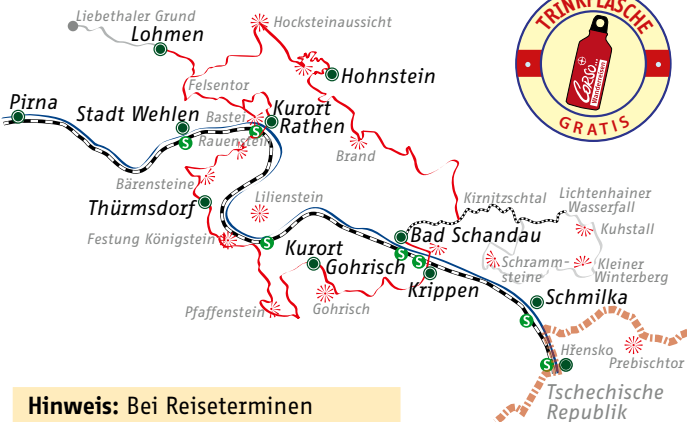 TRINKFLASCHE
CORSO...
Wanderreisen
GRATIS
Liebethaler Grund
Lohmen
Hocksteinaussicht
Hohnstein
Felsentor
Pirna
Stadt Wehlen
Bastei
Kurort
Rathen
S
S
Rauenstein
Brand
Bärensteine
Thürmsdorf
Lilienstein
Kirnitzschtal
Lichtenhainer
Wasserfall
Kuhstall
Festung Königstein
S
Bad Schandau
S
S
Kurort
Gohrisch
Schramm-
steine
Kleiner
Winterberg
Krippen
Schmilka
Pfaffenstein
Gohrisch
S
Hřensko
S
Prebischtor
Tschechische
Republik
Hinweis: Bei Reiseterminen